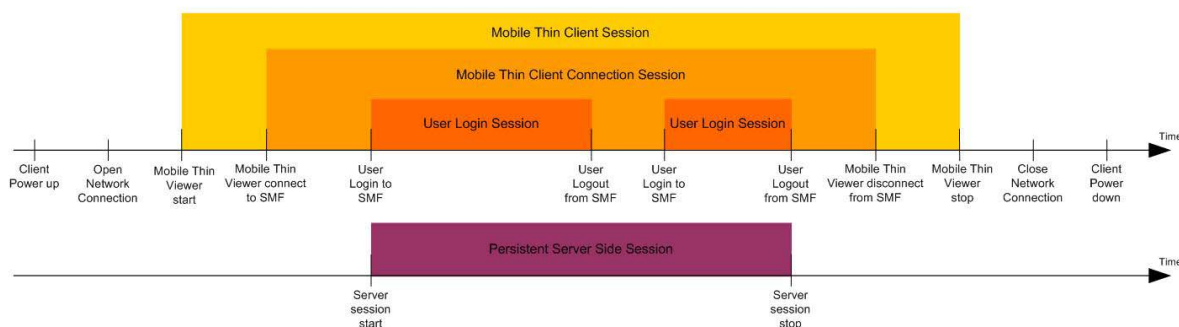 Mobile Thin Client Session
Mobile Thin Client Connection Session
User Login Session
User Login Session
Time
Client
Power up
Open
Network
Connection
Mobile Thin
Viewer
start
Mobile Thin
Viewer connect
to SMF
User
Login to
SMF
User
Logout
from SMF
User
Login to
SMF
User
Logout
from SMF
Mobile Thin
Viewer disconnect
from SMF
Mobile Thin
Viewer
stop
Close
Network
Connection
Client
Power
down
Persistent Server Side Session
Time
Server
session
start
Server
session
stop